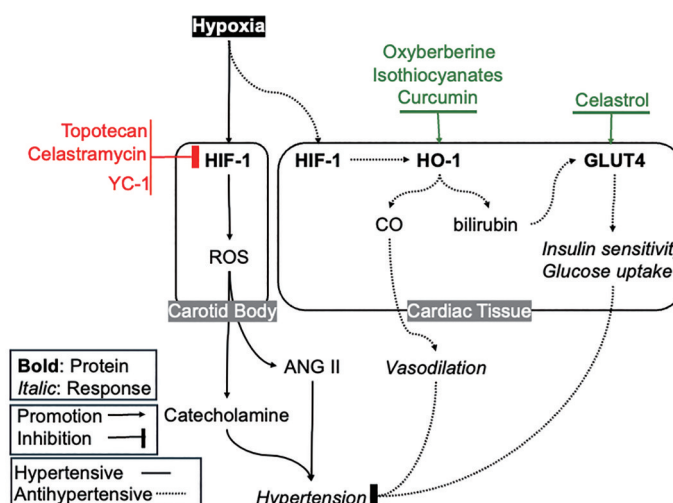 Hypoxia
Oxyberberine
Isothiocyanates
Curcumin
Celastrol
Topotecan
Celastramycin
YC-1
HIF-1
HIF-1
HO-1
GLUT4
CO
bilirubin
ROS
Insulin sensitivity
Glucose uptake
Carotid Body
Cardiac Tissue
ANG II
Vasodilation
Catecholamine
Hypertension
Bold: Protein
Italic: Response
Promotion
Inhibition
Hypertensive
Antihypertensive